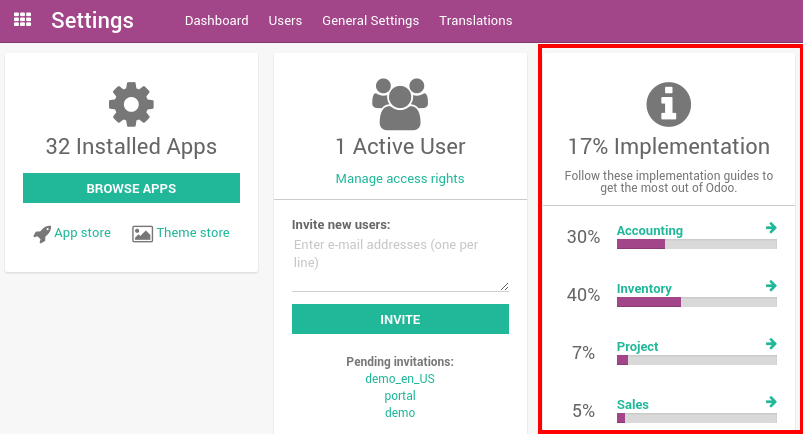 Settings
Dashboard
Users
General Settings
Translations
32 Installed Apps
BROWSE APPS
App store
Theme store
1 Active User
Manage access rights
Invite new users:
Enter e-mail addresses (one per
line)
INVITE
Pending invitations:
demo_en_US
portal
demo
17% Implementation
Follow these implementation guides to
get the most out of Odoo.
30%
Accounting
40%
Inventory
7%
Project
5%
Sales